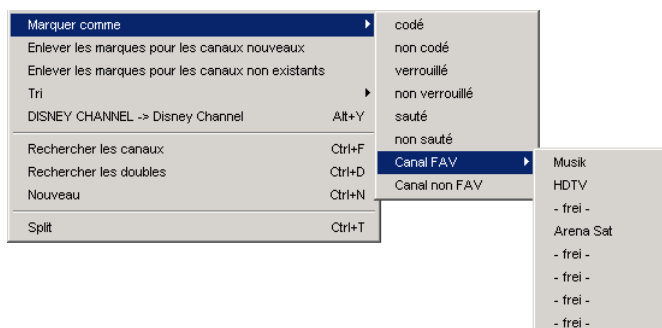 Marquer comme
Enlever les marques pour les canaux nouveaux
Enlever les marques pour les canaux non existants
Tri
DISNEY CHANNEL -> Disney Channel Alt+Y
Rechercher les canaux Ctrl+F
Rechercher les doubles Ctrl+D
Nouveau Ctrl+N
Split Ctrl+T
codé
non codé
verrouillé
non verrouillé
sauté
non sauté
Canal FAV
Canal non FAV
Musik
HDTV
- frei -
Arena Sat
- frei -
- frei -
- frei -
- frei -